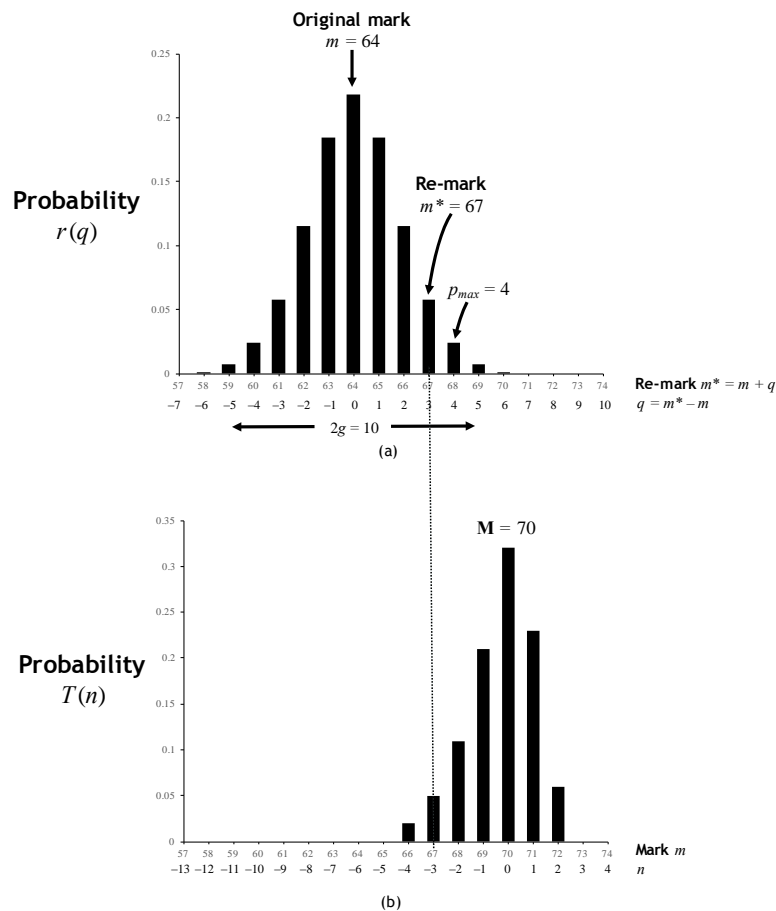 Original mark
m = 64
0.25
0.2
0.15
0.1
0.05
0
Probability
r(q)
Re-mark
m* = 67
pmax = 4
57 58 59 60 61 62 63 64 65 66 67 68 69 70 71 72 73 74
Re-mark m* = m + q
–7 –6 –5 –4 –3 –2 –1 0 1 2 3 4 5 6 7 8 9 10
q = m* – m
2g = 10
(a)
M = 70
0.35
0.3
0.25
0.2
0.15
0.1
0.05
0
Probability
T(n)
57 58 59 60 61 62 63 64 65 66 67 68 69 70 71 72 73 74
Mark m
–13 –12 –11 –10 –9 –8 –7 –6 –5 –4 –3 –2 –1 0 1 2 3 4
n
(b)